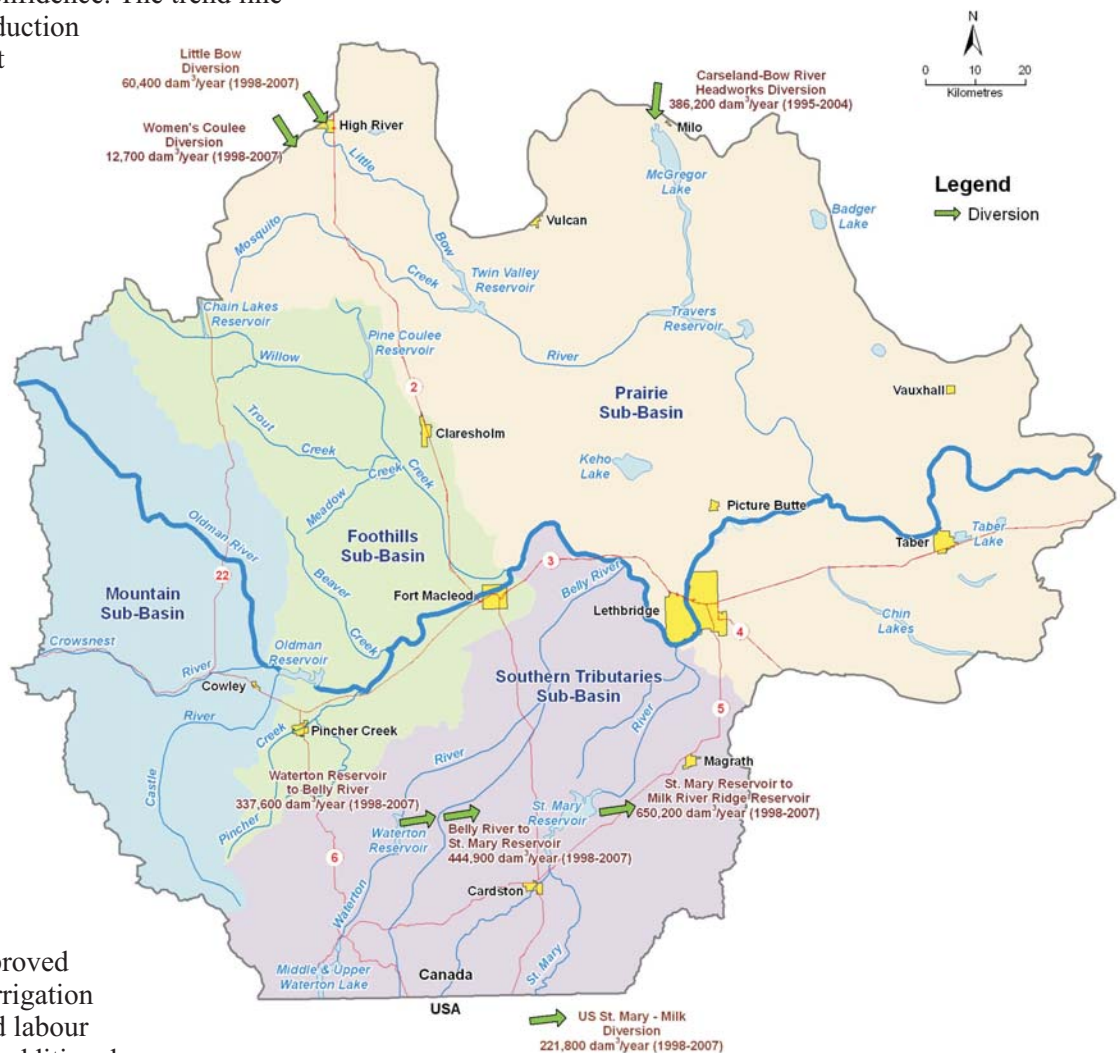 nfidence. The trend line
duction
t
Little Bow
Diversion
60,400 dam³/year (1998-2007)
Women's Coulee
Diversion
12,700 dam³/year (1998-2007)
High River
Carseland-Bow River
Headworks Diversion
386,200 dam³/year (1995-2004)
Milo
N
0 10 20
Kilometres
Legend
Diversion
McGregor
Lake
Badger
Lake
Vulcan
Little
Bow
River
Mosquito
Creek
Twin Valley
Reservoir
Travers
Reservoir
Chain Lakes
Reservoir
Pine Coulee
Reservoir
Willow
Creek
2
Claresholm
Prairie
Sub-Basin
Vauxhall
Trout
Creek
Meadow
Creek
Keho
Lake
Picture Butte
Foothills
Sub-Basin
Oldman River
22
Mountain
Sub-Basin
Beaver
Creek
Fort Macleod
3
Belly River
Lethbridge
4
Taber
Taber
Lake
Chin
Lakes
Crowsnest
River
Oldman
Reservoir
Cowley
Southern Tributaries
Sub-Basin
5
River
Castle
River
Pincher Creek
Creek
Pincher
River
Magrath
Waterton Reservoir
to Belly River
337,600 dam³/year (1998-2007)
St. Mary Reservoir to
Milk River Ridge Reservoir
650,200 dam³/year (1998-2007)
St. Mary
Reservoir
Waterton
Reservoir
Belly River to
St. Mary Reservoir
444,900 dam³/year (1998-2007)
6
Cardston
Waterton
St. Mary
Middle & Upper
Waterton Lake
Canada
USA
US St. Mary - Milk
Diversion
221,800 dam³/year (1998-2007)
proved
rrigation
d labour